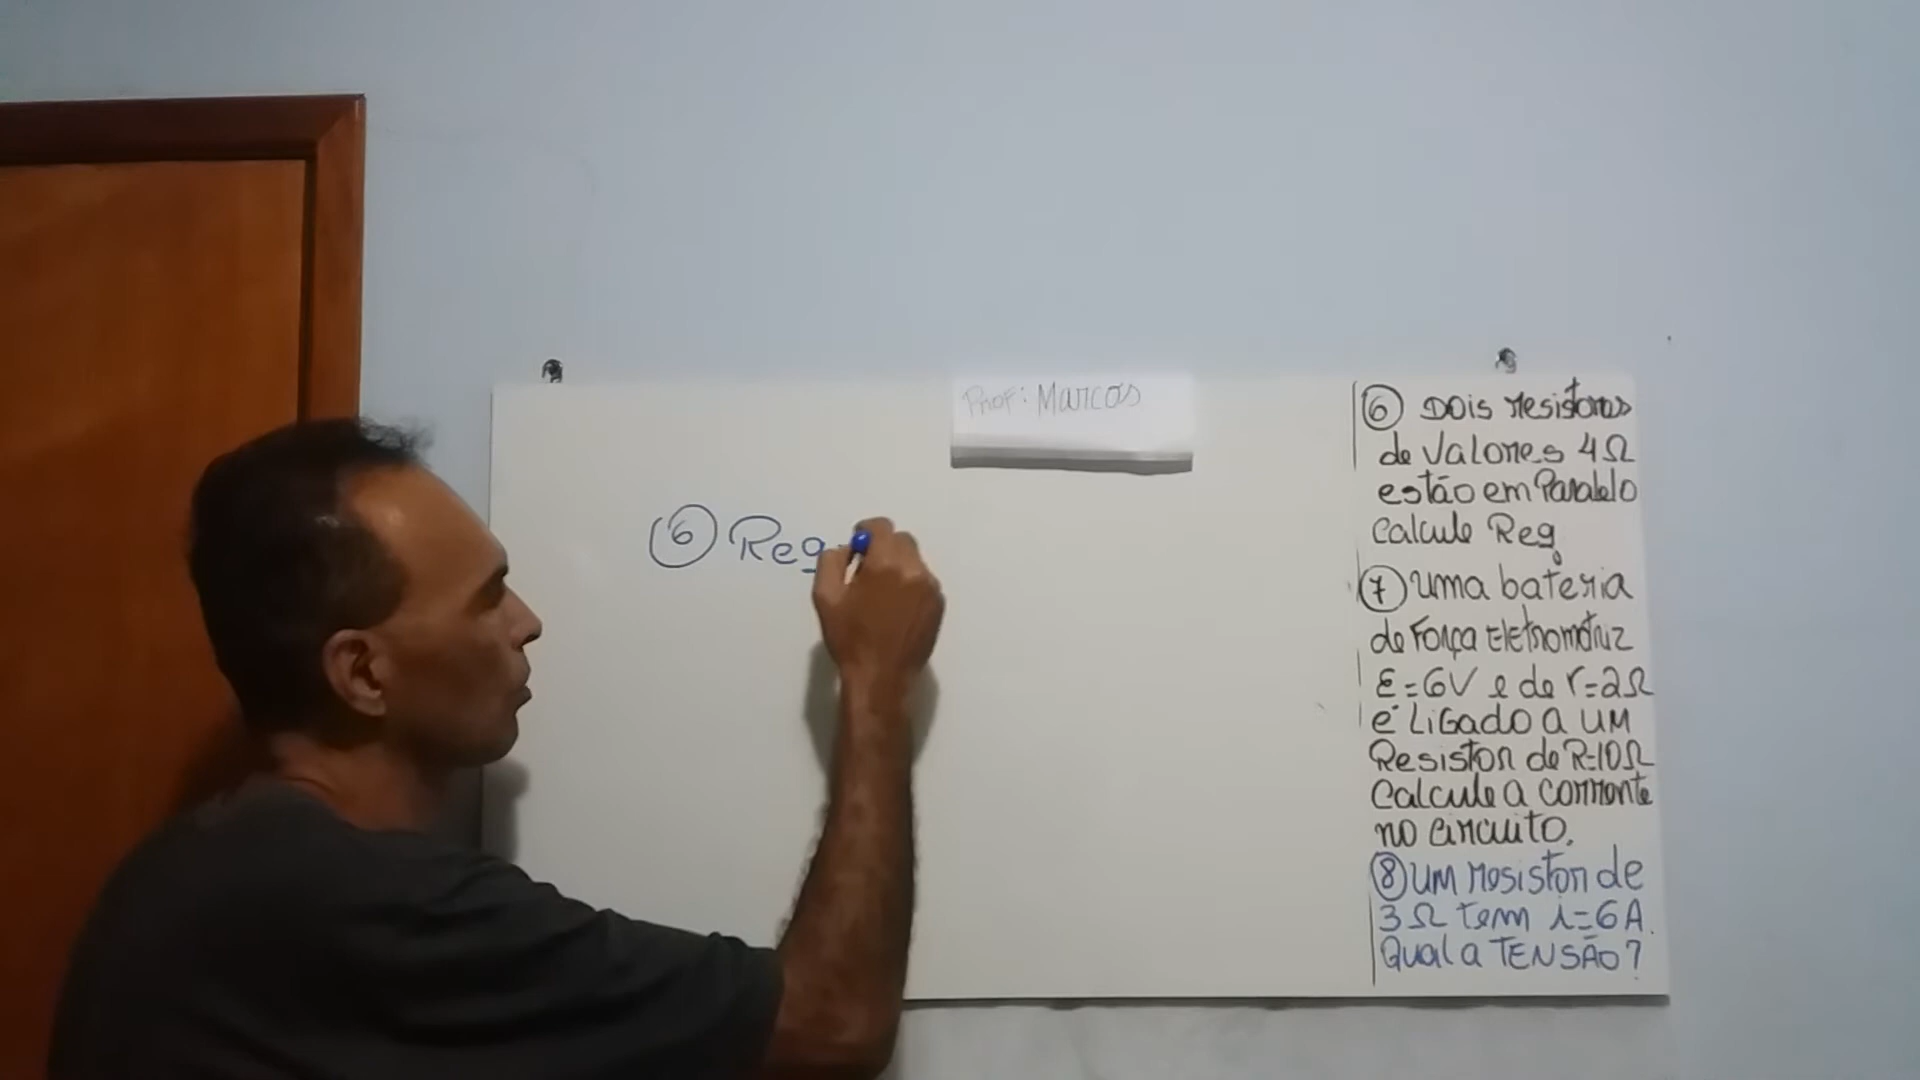 Prof: Marcos
⑥ Req
⑥ Dois resistores
de Valores 4Ω
estão em Paralelo
Calcule Req
⑦ Uma bateria
de Força Eletromotriz
ε=6V e de r=2Ω
é Ligado a UM
Resistor de R=10Ω
Calcule a corrente
no circuito.
⑧ UM resistor de
3Ω tem i=6A.
Qual a TENSÃO?